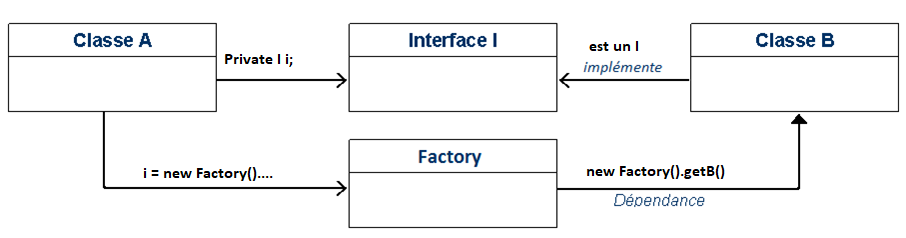 Classe A
Interface I
Classe B
Private I i;
est un I
implémente
Factory
i = new Factory()....
new Factory().getB()
Dépendance